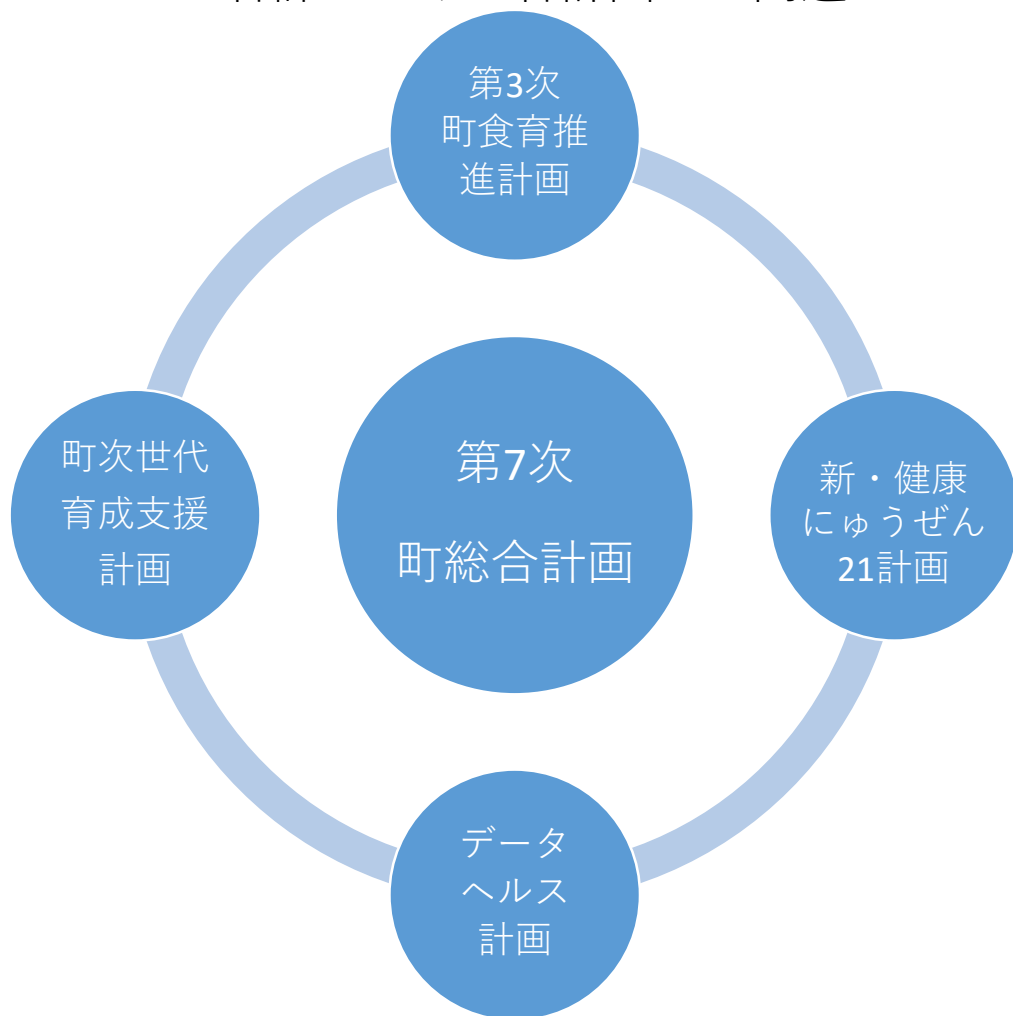 第3次
町食育推
進計画
町次世代
育成支援
計画
第7次
町総合計画
新・健康
にゅうぜん
21計画
データ
ヘルス
計画